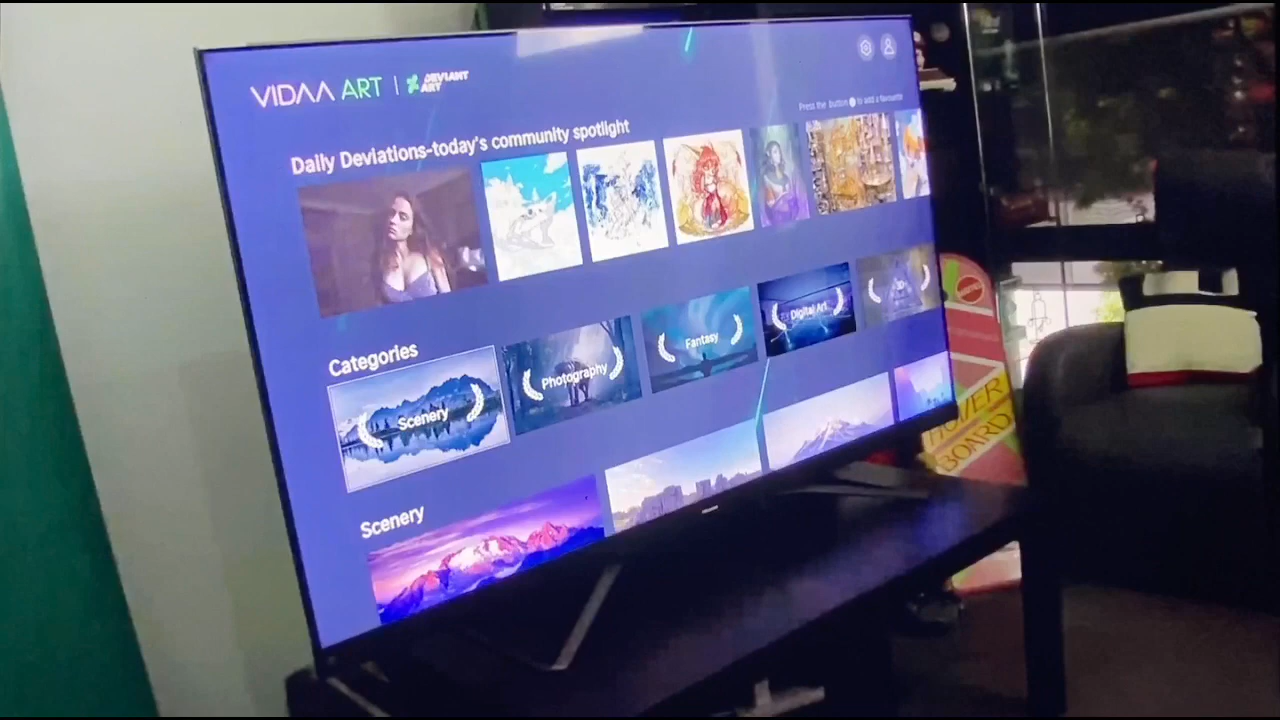 VIDAA ART | DEVIANT ART
Press the button to add a favourite
Daily Deviations-today's community spotlight
Categories
Scenery
Photography
Fantasy
Digital Art
3D
Scenery
HOVER
BOARD